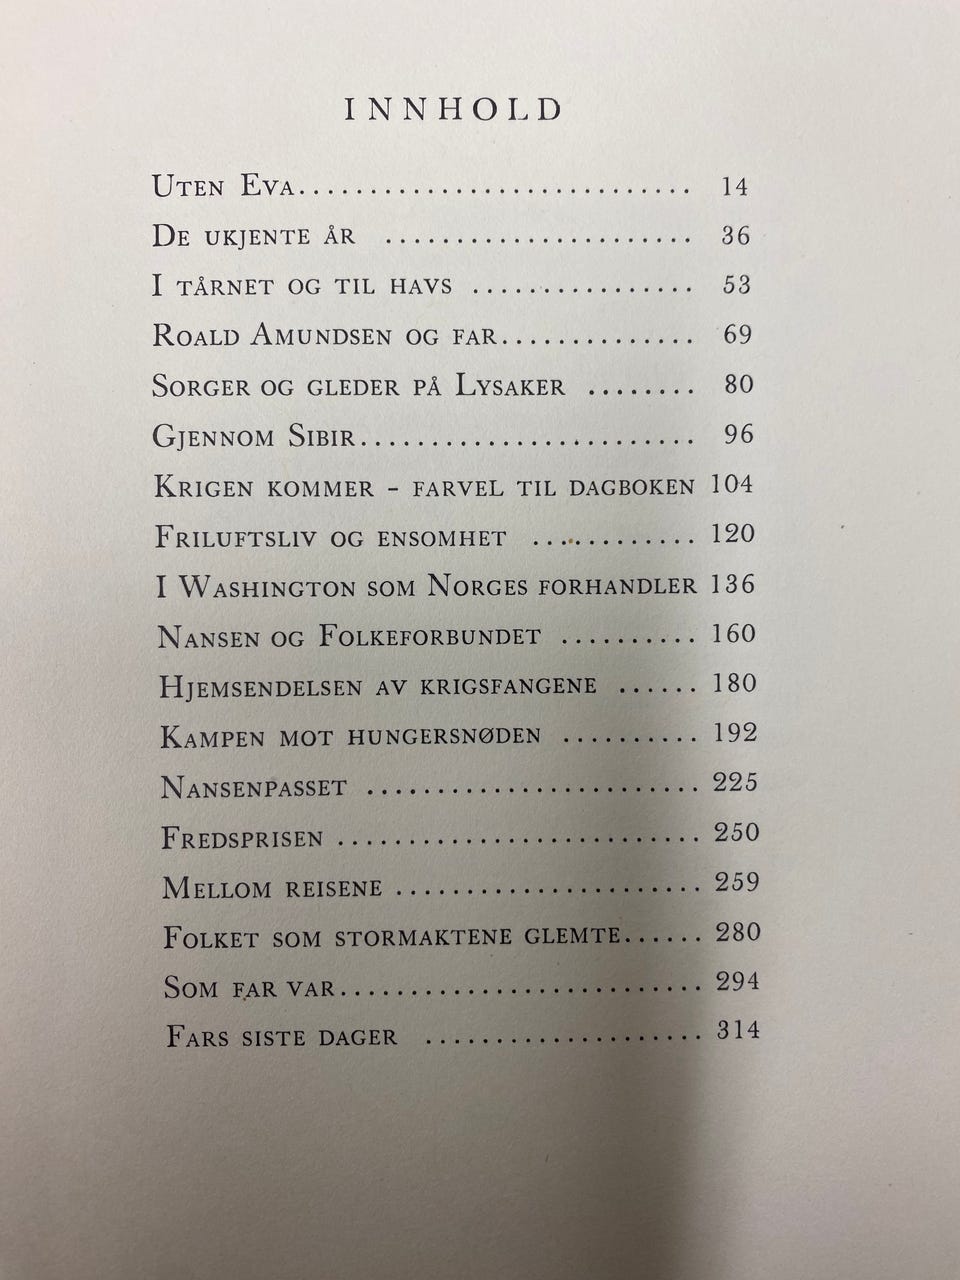 INNHOLD
Uten Eva............................ 14
De ukjente år ...................... 36
I tårnet og til havs ................ 53
Roald Amundsen og far.............. 69
Sorger og gleder på Lysaker ........ 80
Gjennom Sibir........................ 96
Krigen kommer – farvel til dagboken 104
Friluftsliv og ensomhet ............ 120
I Washington som Norges forhandler 136
Nansen og Folkeforbundet .......... 160
Hjemsendelsen av krigsfangene ...... 180
Kampen mot hungersnøden .......... 192
Nansenpasset ........................ 225
Fredsprisen .......................... 250
Mellom reisene ...................... 259
Folket som stormaktene glemte...... 280
Som far var.......................... 294
Fars siste dager .................... 314